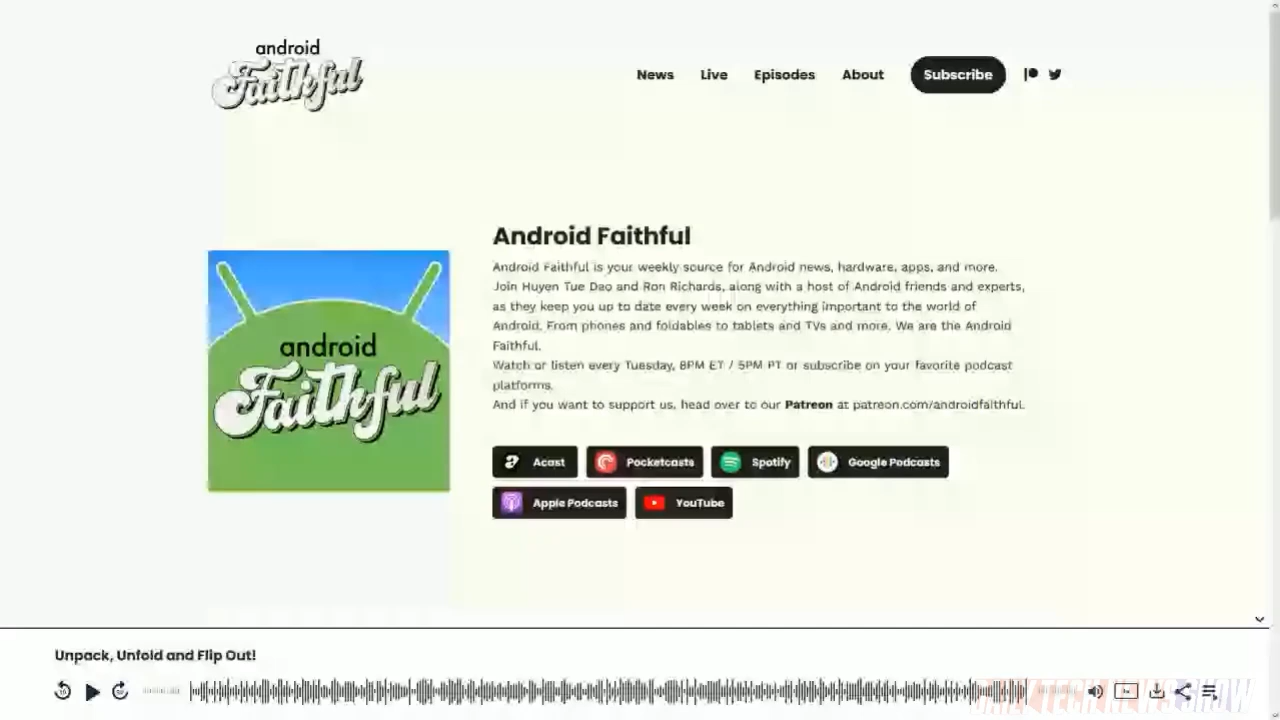 android
Faithful
News Live Episodes About Subscribe
Android Faithful
Android Faithful is your weekly source for Android news, hardware, apps, and more.
Join Huyen Tue Dao and Ron Richards, along with a host of Android friends and experts,
as they keep you up to date every week on everything important to the world of
Android. From phones and foldables to tablets and TVs and more. We are the Android
Faithful.
Watch or listen every Tuesday, 8PM ET / 5PM PT or subscribe on your favorite podcast
platforms.
And if you want to support us, head over to our Patreon at patreon.com/androidfaithful.
android
Faithful
Acast Pocketcasts Spotify Google Podcasts
Apple Podcasts YouTube
Unpack, Unfold and Flip Out!
DAILY TECH NEWS SHOW